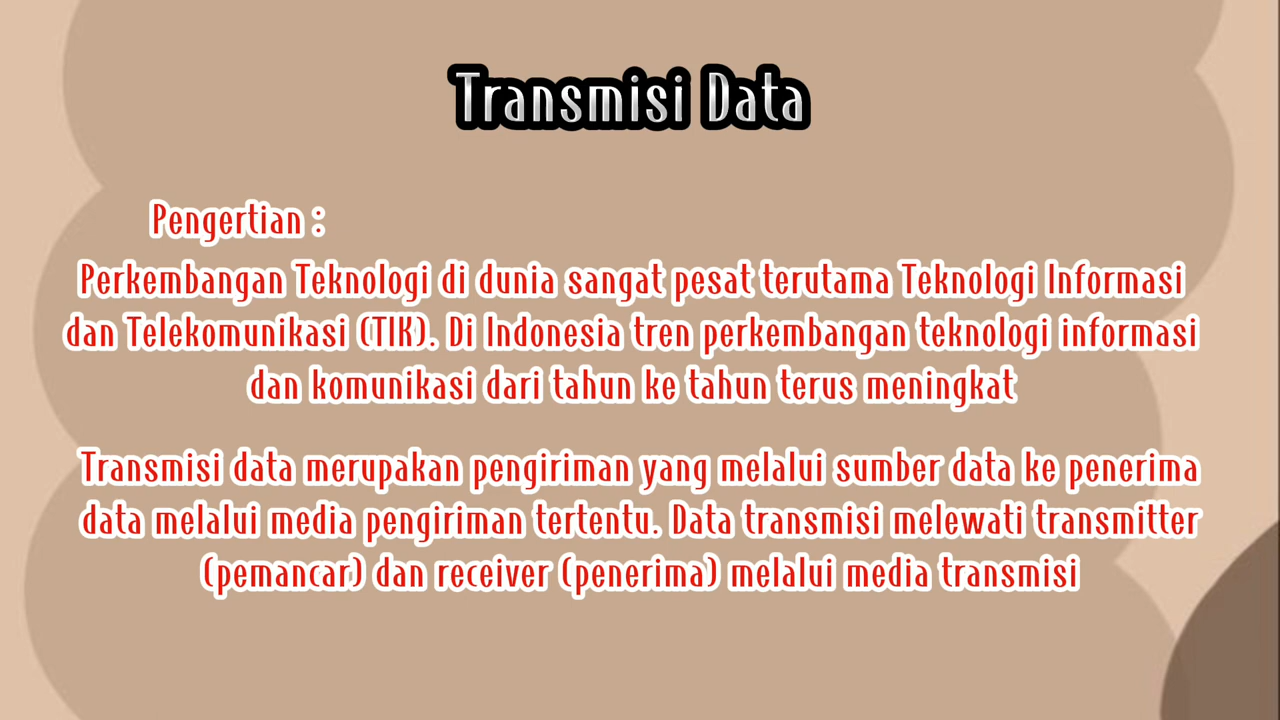 Transmisi Data
Pengertian :
Perkembangan Teknologi di dunia sangat pesat terutama Teknologi Informasi
dan Telekomunikasi (TIK). Di Indonesia tren perkembangan teknologi informasi
dan komunikasi dari tahun ke tahun terus meningkat
Transmisi data merupakan pengiriman yang melalui sumber data ke penerima
data melalui media pengiriman tertentu. Data transmisi melewati transmitter
(pemancar) dan receiver (penerima) melalui media transmisi